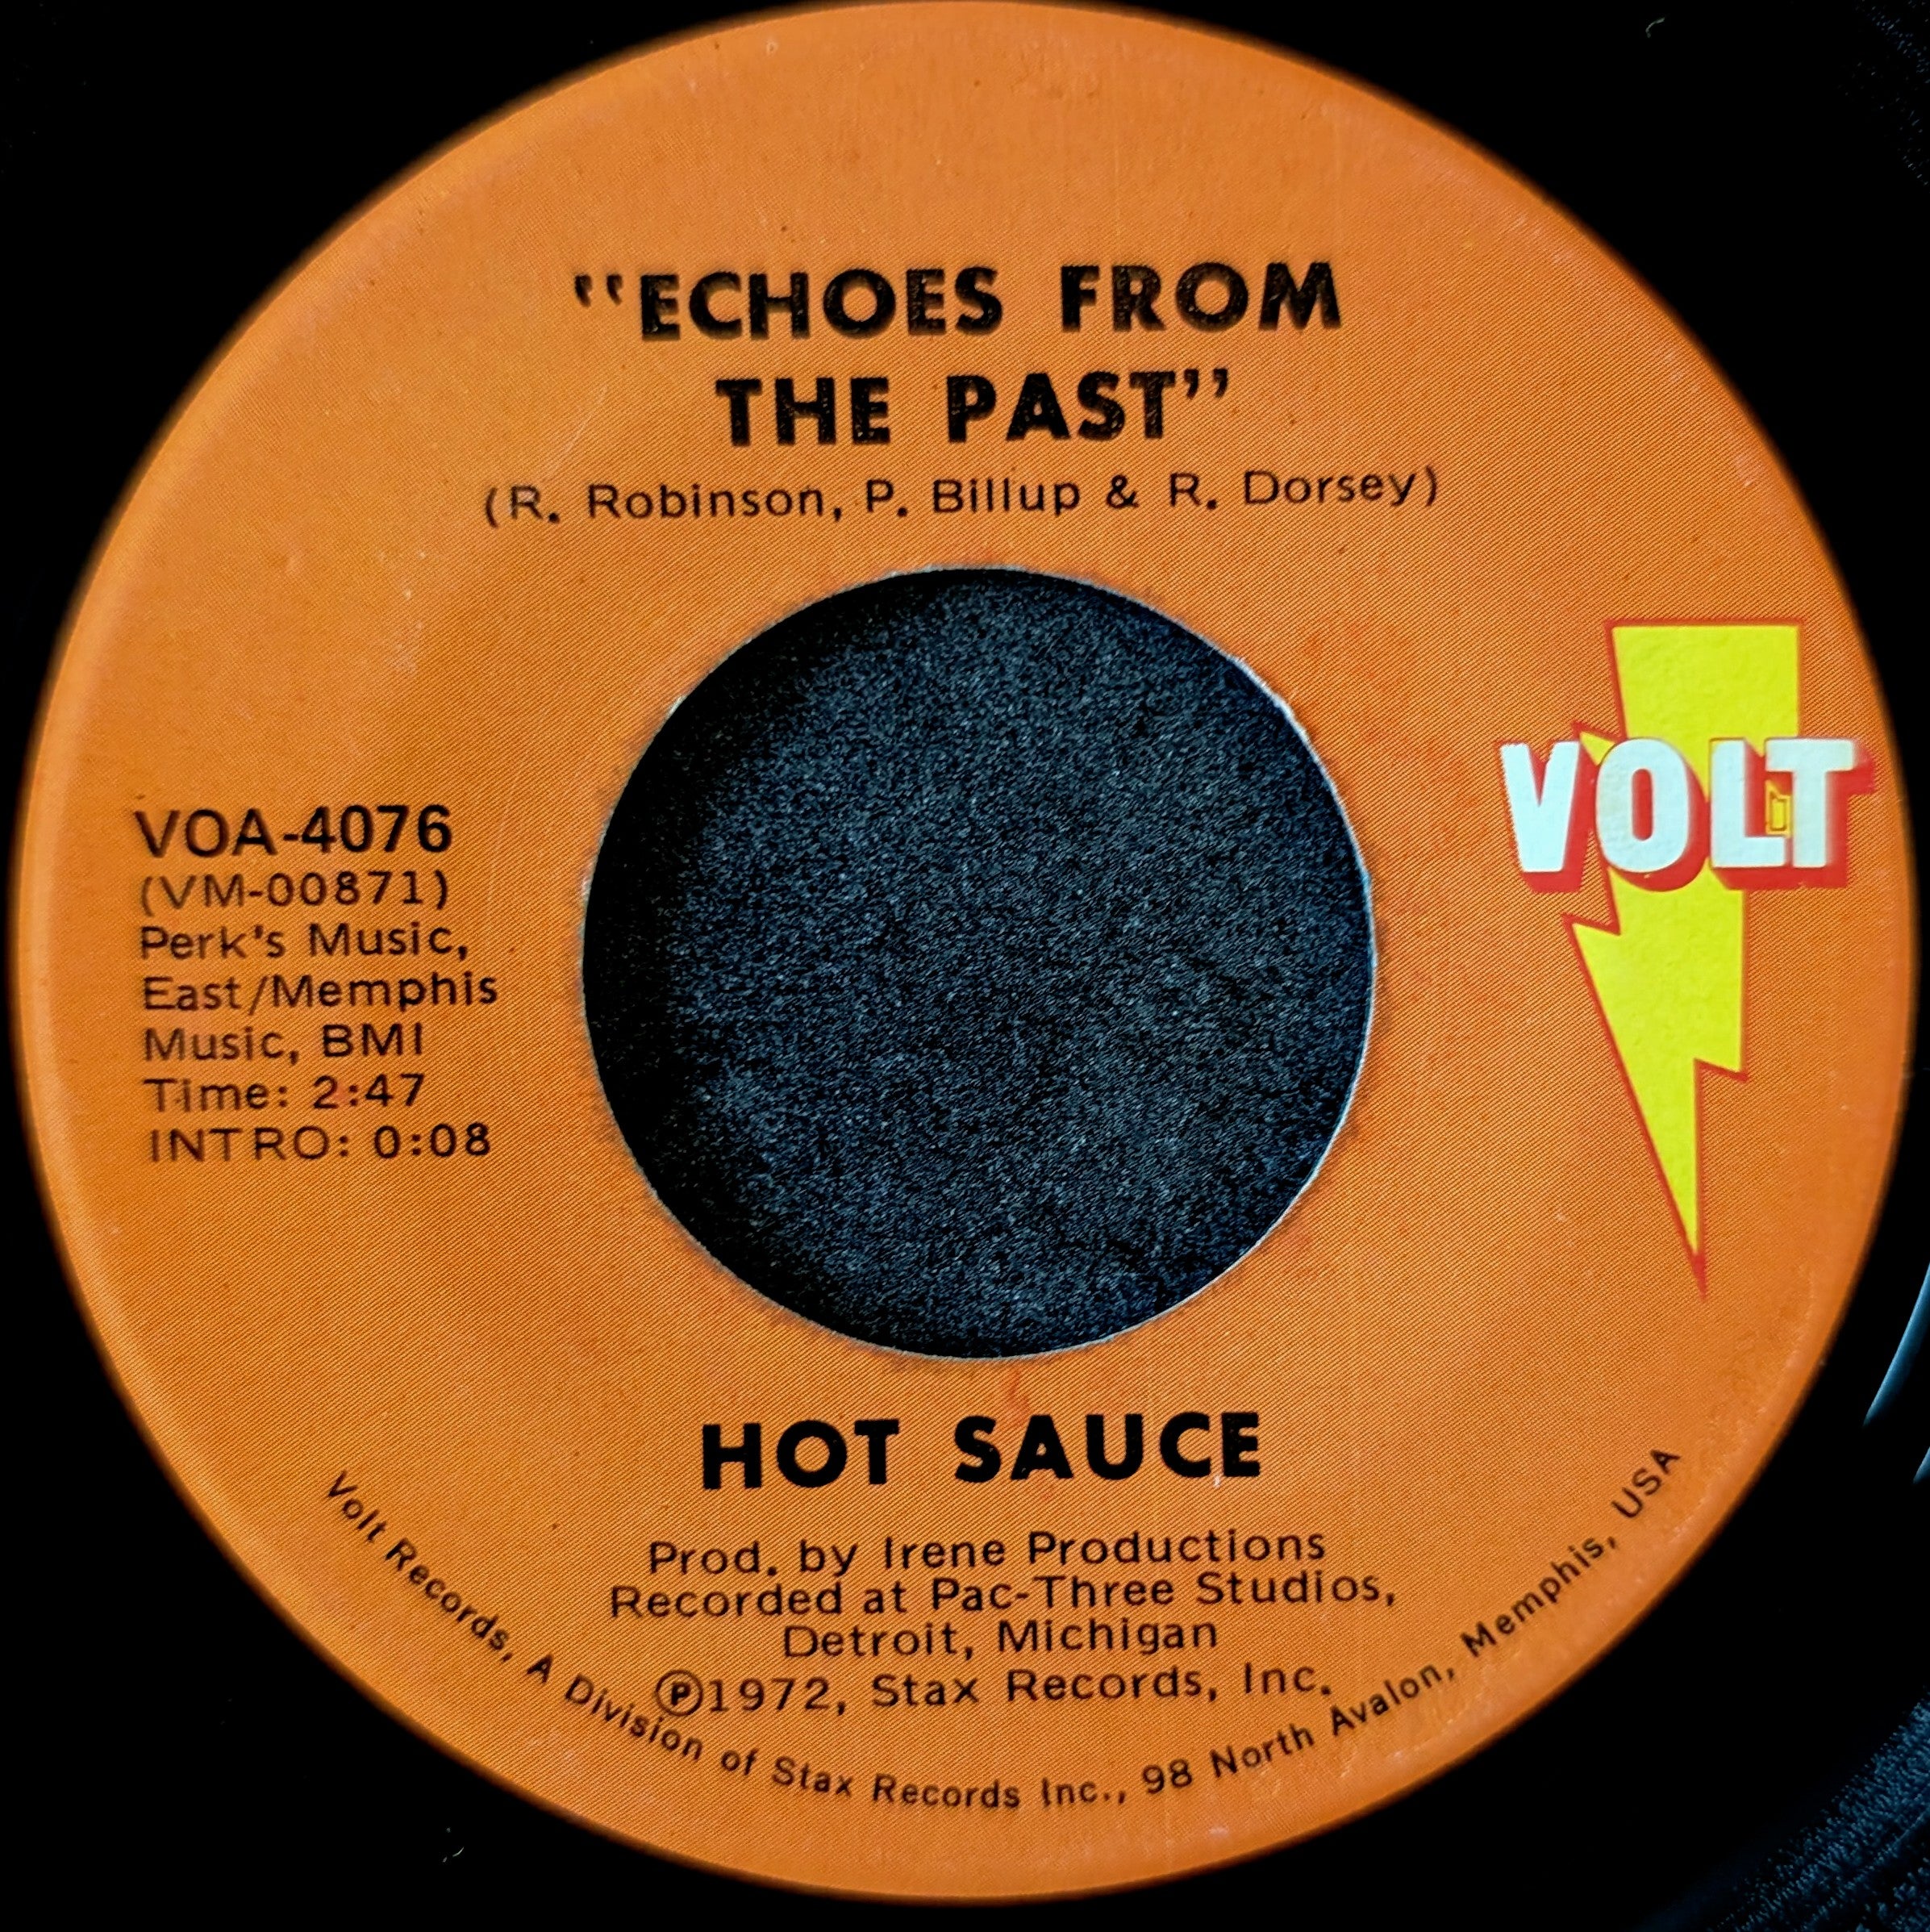 "ECHOES FROM
THE PAST"
(R. Robinson, P. Billup & R. Dorsey)
VOA-4076
(VM-00871)
Perk's Music,
East/Memphis
Music, BMI
Time: 2:47
INTRO: 0:08
VOLT
HOT SAUCE
Prod. by Irene Productions
Recorded at Pac-Three Studios,
Detroit, Michigan
Ⓟ1972, Stax Records, Inc.
Volt Records, A Division of Stax Records Inc., 98 North Avalon, Memphis, USA